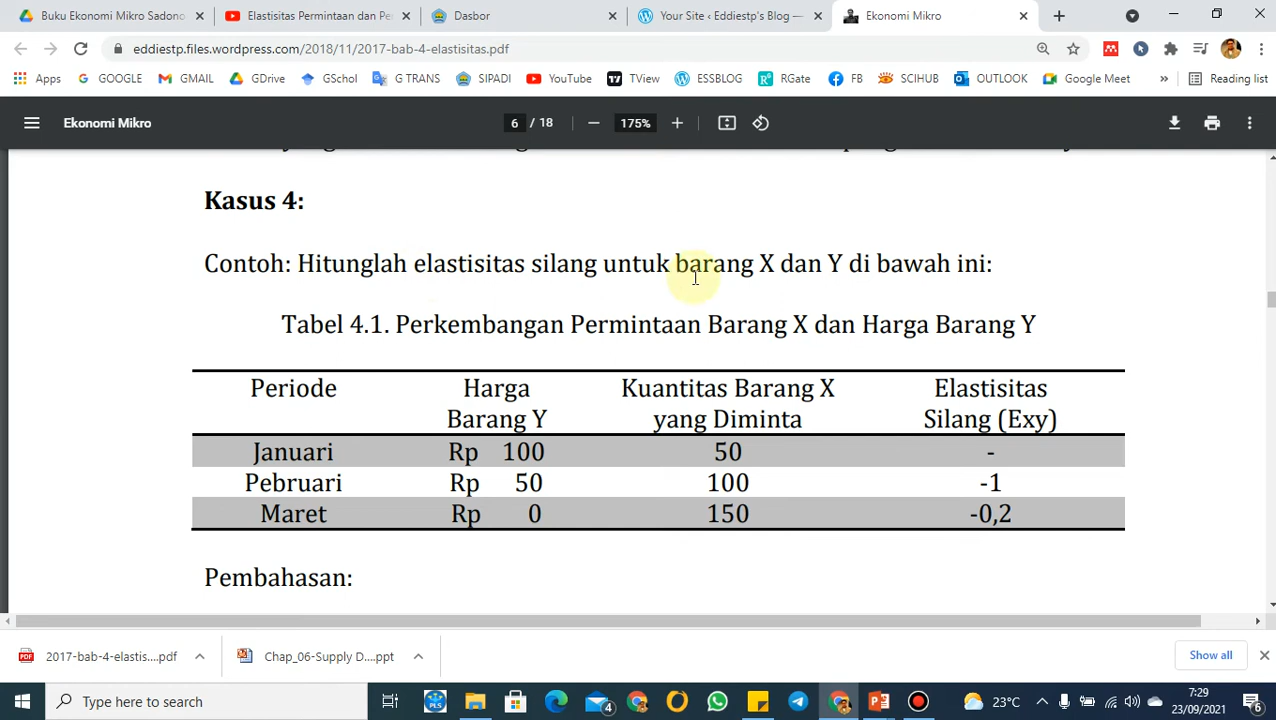 Buku Ekonomi Mikro Saddono
Elastisitas Permintaan dan Per
Dasbor
Your Site ‹ Eddiestp's Blog —
Ekonomi Mikro
eddiestp.files.wordpress.com/2018/11/2017-bab-4-elastisitas.pdf
Apps GOOGLE GMAIL GDrive GSchol G TRANS SIPADI YouTube TView ESSBLOG RGate FB SCIHUB OUTLOOK Google Meet » Reading list
Ekonomi Mikro 6 / 18 175%
Kasus 4:
Contoh: Hitunglah elastisitas silang untuk barang X dan Y di bawah ini:
Tabel 4.1. Perkembangan Permintaan Barang X dan Harga Barang Y
Periode Harga Barang Y Kuantitas Barang X yang Diminta Elastisitas Silang (Exy)
Januari Rp 100 50 -
Pebruari Rp 50 100 -1
Maret Rp 0 150 -0,2
Pembahasan:
2017-bab-4-elastis....pdf Chap_06-Supply D....ppt Show all
Type here to search 4 23°C 7:29
23/09/2021 6